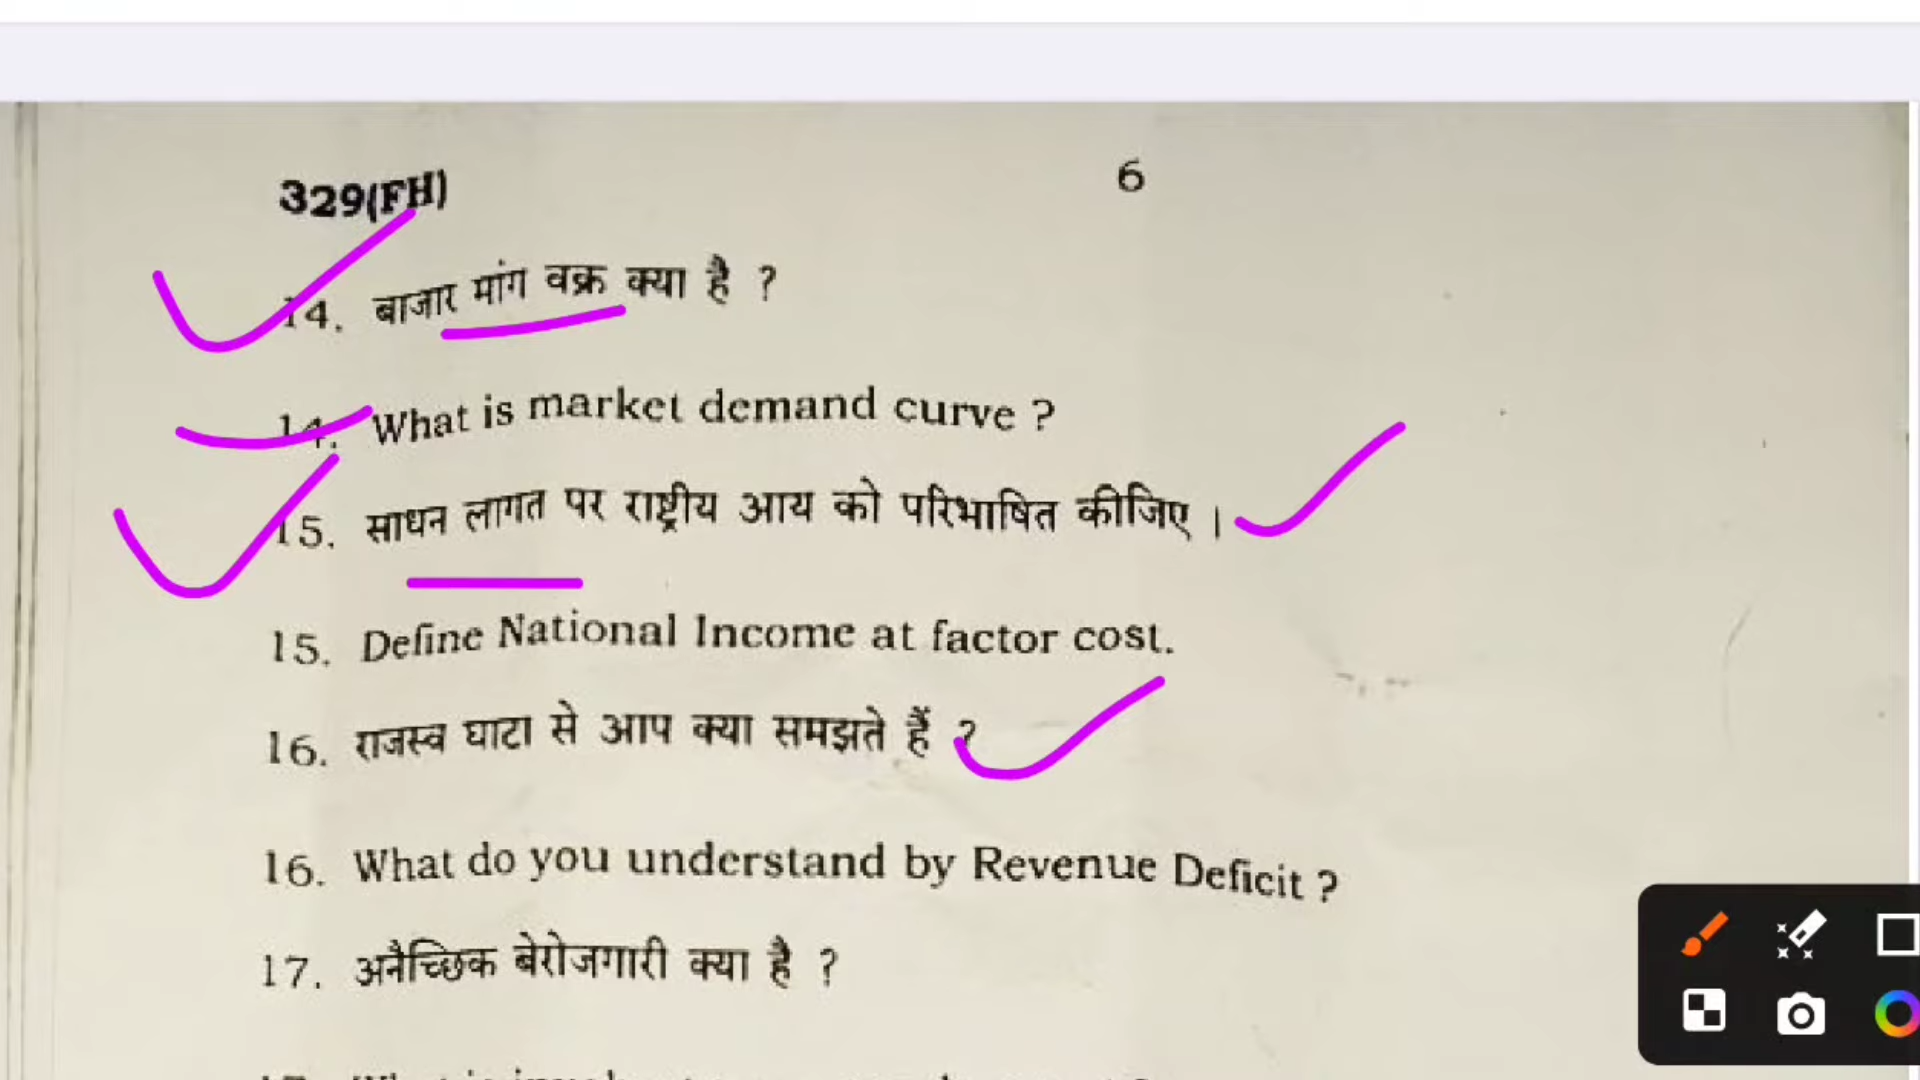 329(FH)
6
14. बाजार मांग वक्र क्या है ?
14. What is market demand curve ?
15. साधन लागत पर राष्ट्रीय आय को परिभाषित कीजिए ।
15. Define National Income at factor cost.
16. राजस्व घाटा से आप क्या समझते हैं ?
16. What do you understand by Revenue Deficit ?
17. अनैच्छिक बेरोजगारी क्या है ?